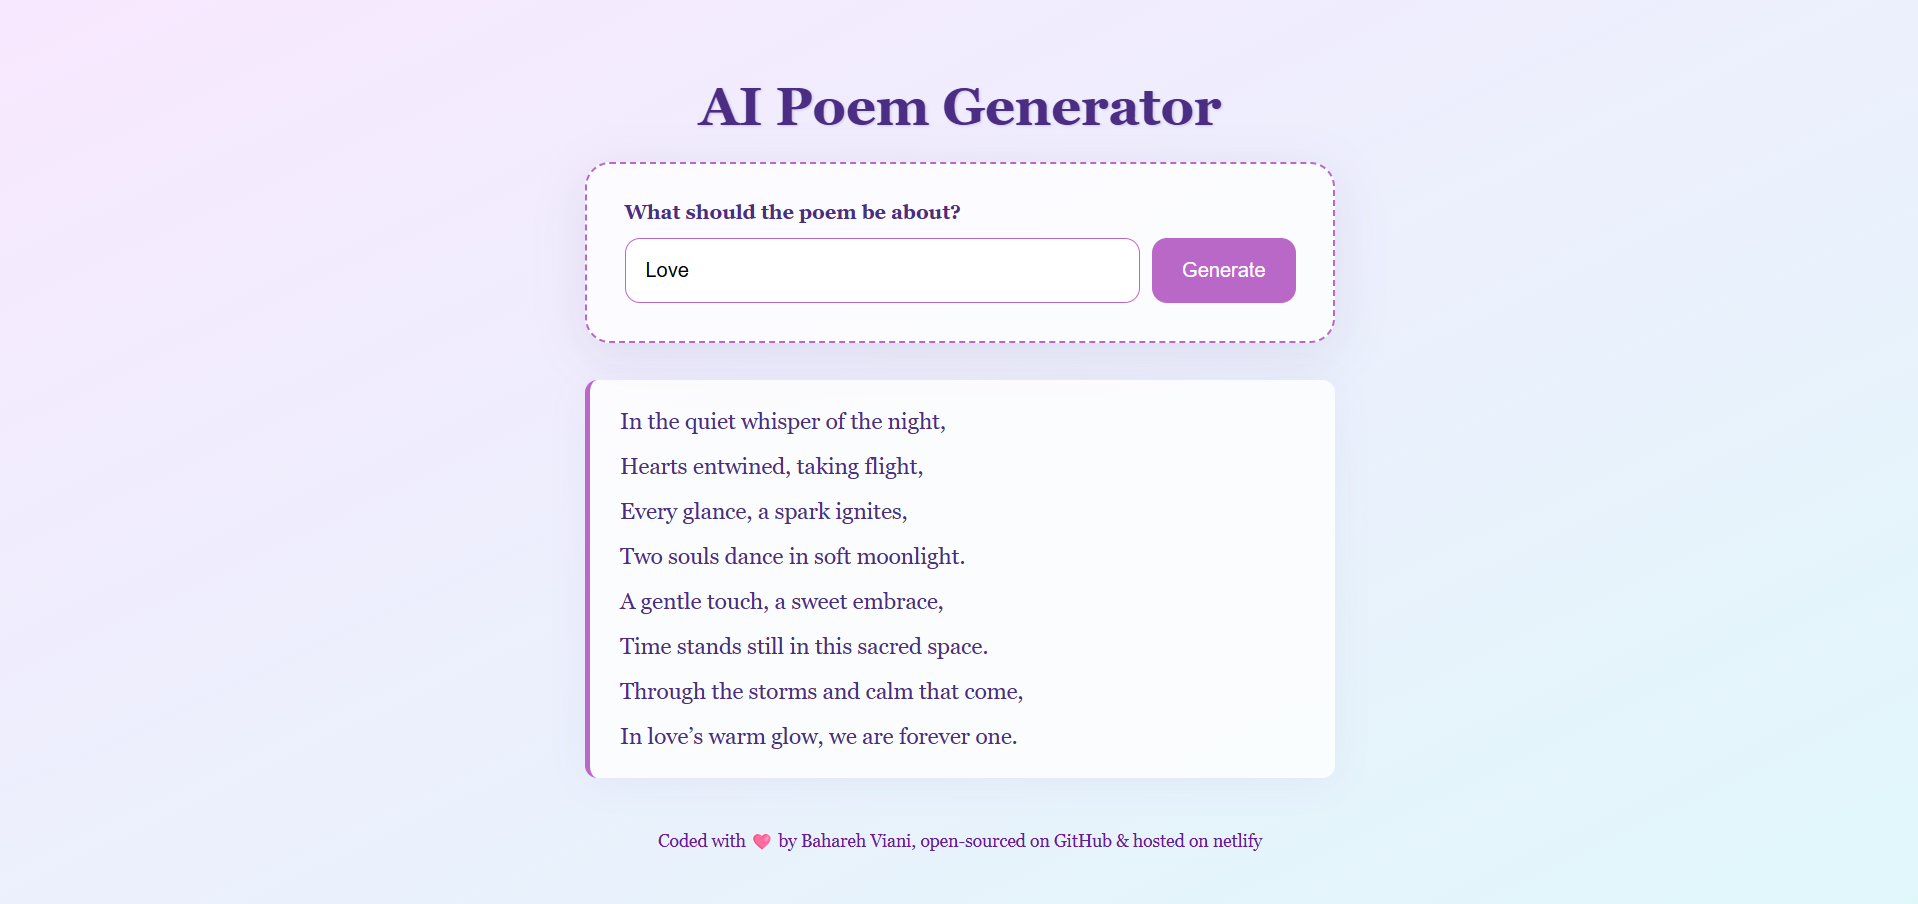 AI Poem Generator
What should the poem be about?
Love
Generate
In the quiet whisper of the night,
Hearts entwined, taking flight,
Every glance, a spark ignites,
Two souls dance in soft moonlight.
A gentle touch, a sweet embrace,
Time stands still in this sacred space.
Through the storms and calm that come,
In love’s warm glow, we are forever one.
Coded with 💗 by Bahareh Viani, open-sourced on GitHub & hosted on netlify